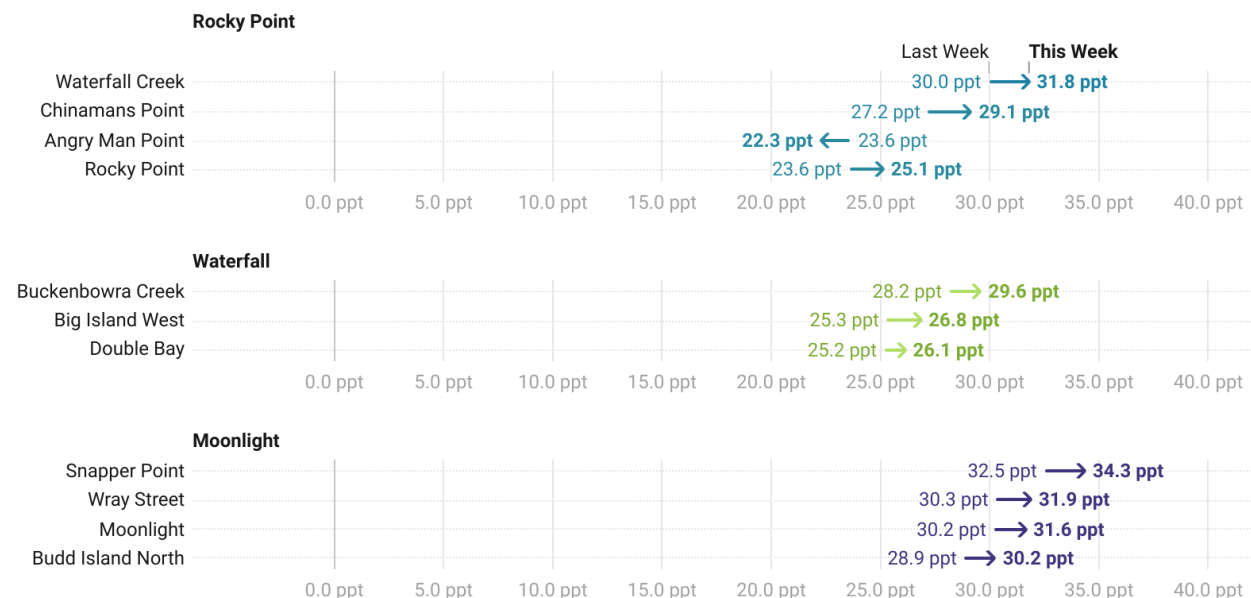 Rocky Point
Last Week This Week
Waterfall Creek 30.0 ppt 31.8 ppt
Chinamans Point 27.2 ppt 29.1 ppt
Angry Man Point 22.3 ppt 23.6 ppt
Rocky Point 23.6 ppt 25.1 ppt
0.0 ppt 5.0 ppt 10.0 ppt 15.0 ppt 20.0 ppt 25.0 ppt 30.0 ppt 35.0 ppt 40.0 ppt
Waterfall
Buckenbowra Creek 28.2 ppt 29.6 ppt
Big Island West 25.3 ppt 26.8 ppt
Double Bay 25.2 ppt 26.1 ppt
0.0 ppt 5.0 ppt 10.0 ppt 15.0 ppt 20.0 ppt 25.0 ppt 30.0 ppt 35.0 ppt 40.0 ppt
Moonlight
Snapper Point 32.5 ppt 34.3 ppt
Wray Street 30.3 ppt 31.9 ppt
Moonlight 30.2 ppt 31.6 ppt
Budd Island North 28.9 ppt 30.2 ppt
0.0 ppt 5.0 ppt 10.0 ppt 15.0 ppt 20.0 ppt 25.0 ppt 30.0 ppt 35.0 ppt 40.0 ppt